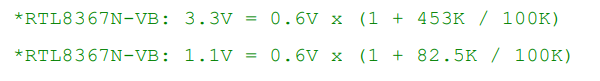 *RTL8367N-VB: 3.3V = 0.6V x (1 + 453K / 100K)
*RTL8367N-VB: 1.1V = 0.6V x (1 + 82.5K / 100K)